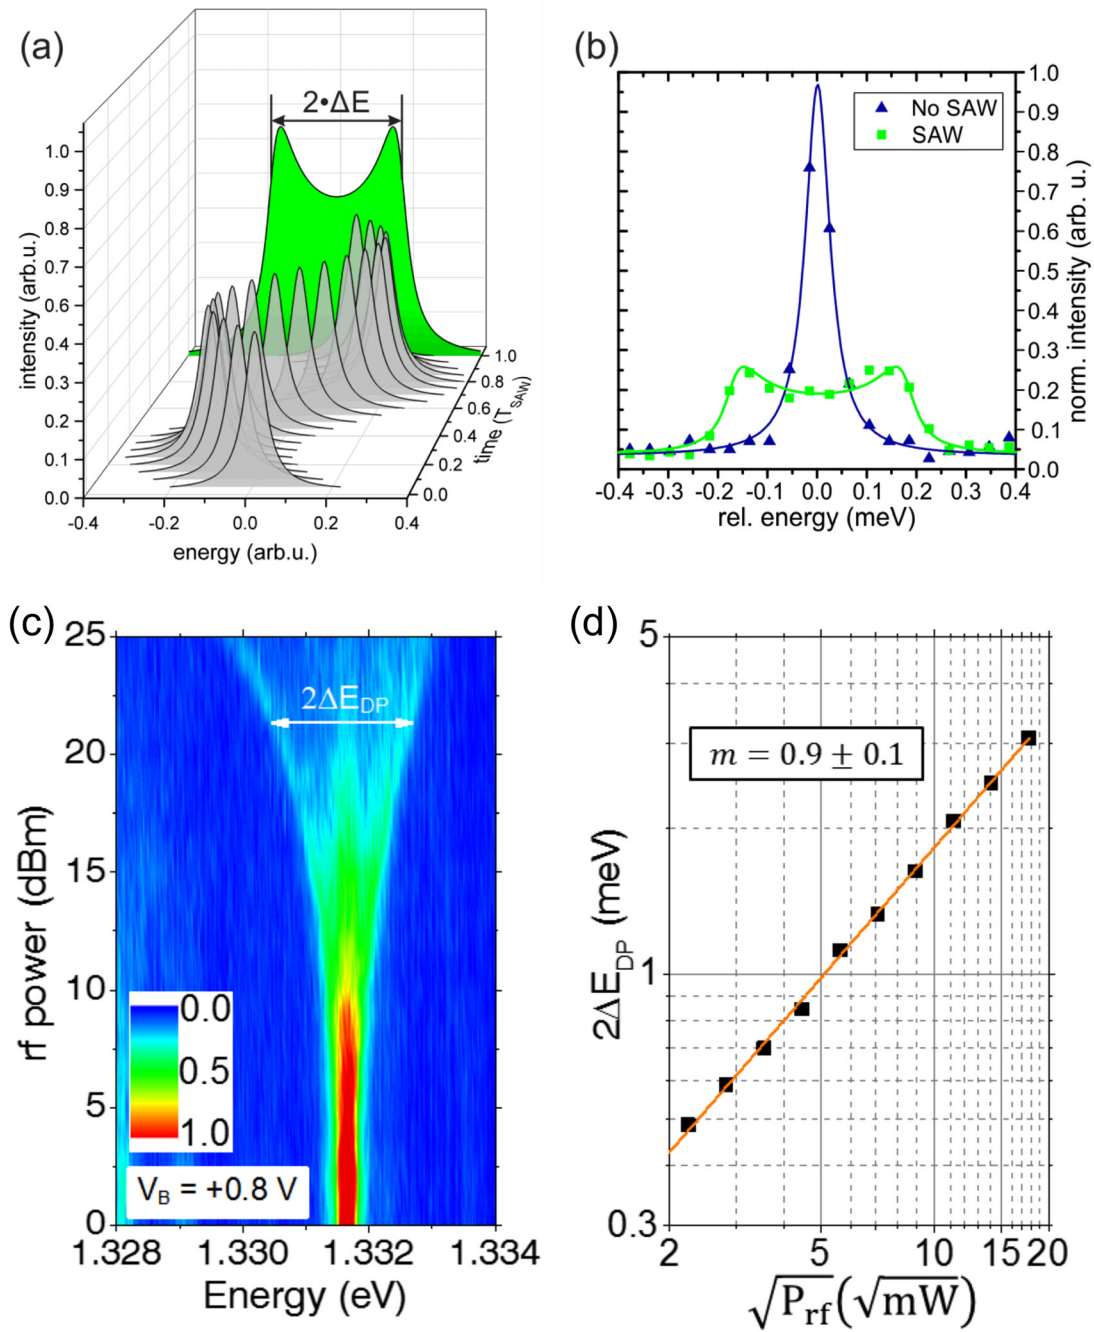 (a)
2•ΔE
intensity (arb.u.)
1.0
0.9
0.8
0.7
0.6
0.5
0.4
0.3
0.2
0.1
0.0
-0.4 -0.2 0.0 0.2 0.4
energy (arb.u.)
0.0 0.2 0.4 0.6 0.8 1.0
time (T_SAW)
(b)
No SAW
SAW
1.0
0.9
0.8
0.7
0.6
0.5
0.4
0.3
0.2
0.1
0.0
norm. intensity (arb. u.)
-0.4 -0.3 -0.2 -0.1 0.0 0.1 0.2 0.3 0.4
rel. energy (meV)
(c)
25
20
15
10
5
0
rf power (dBm)
2ΔE_DP
0.0
0.5
1.0
V_B = +0.8 V
1.328 1.330 1.332 1.334
Energy (eV)
(d)
5
1
0.3
2ΔE_DP (meV)
m = 0.9 ± 0.1
2 5 10 15 20
√P_rf(√mW)